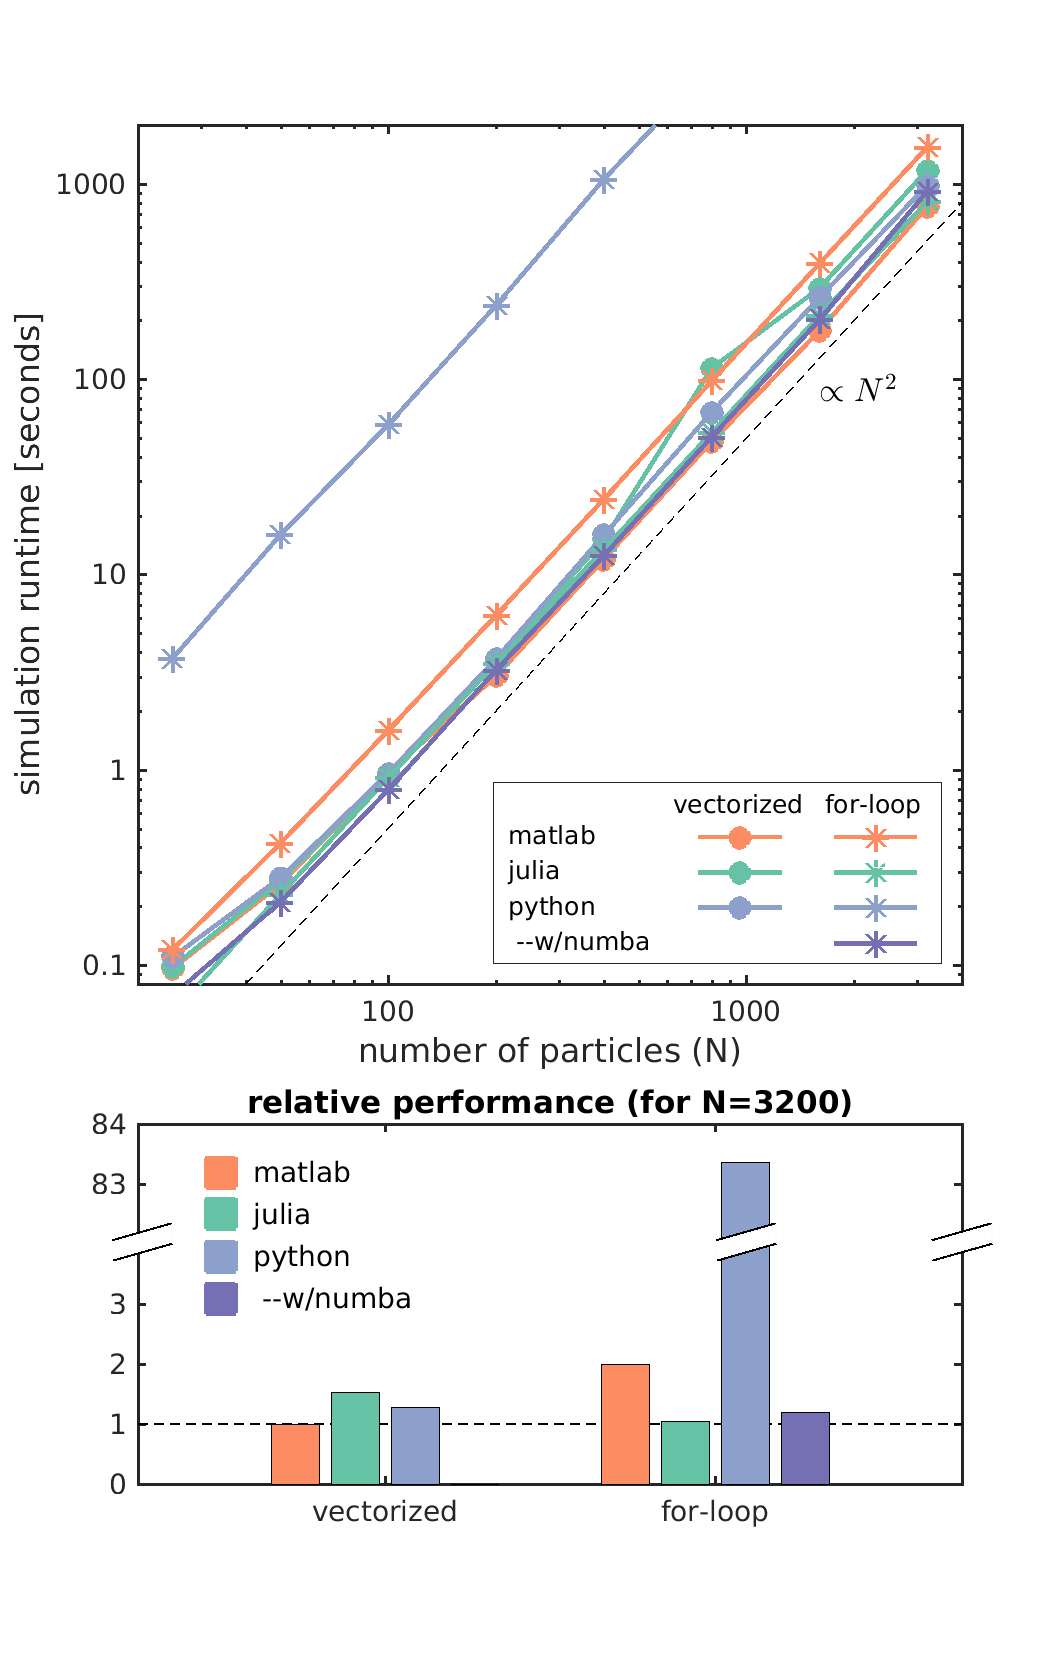 1000
100
10
1
0.1
simulation runtime [seconds]
∝ N²
vectorized for-loop
matlab
julia
python
--w/numba
100 1000
number of particles (N)
relative performance (for N=3200)
84
83
3
2
1
0
matlab
julia
python
--w/numba
vectorized for-loop